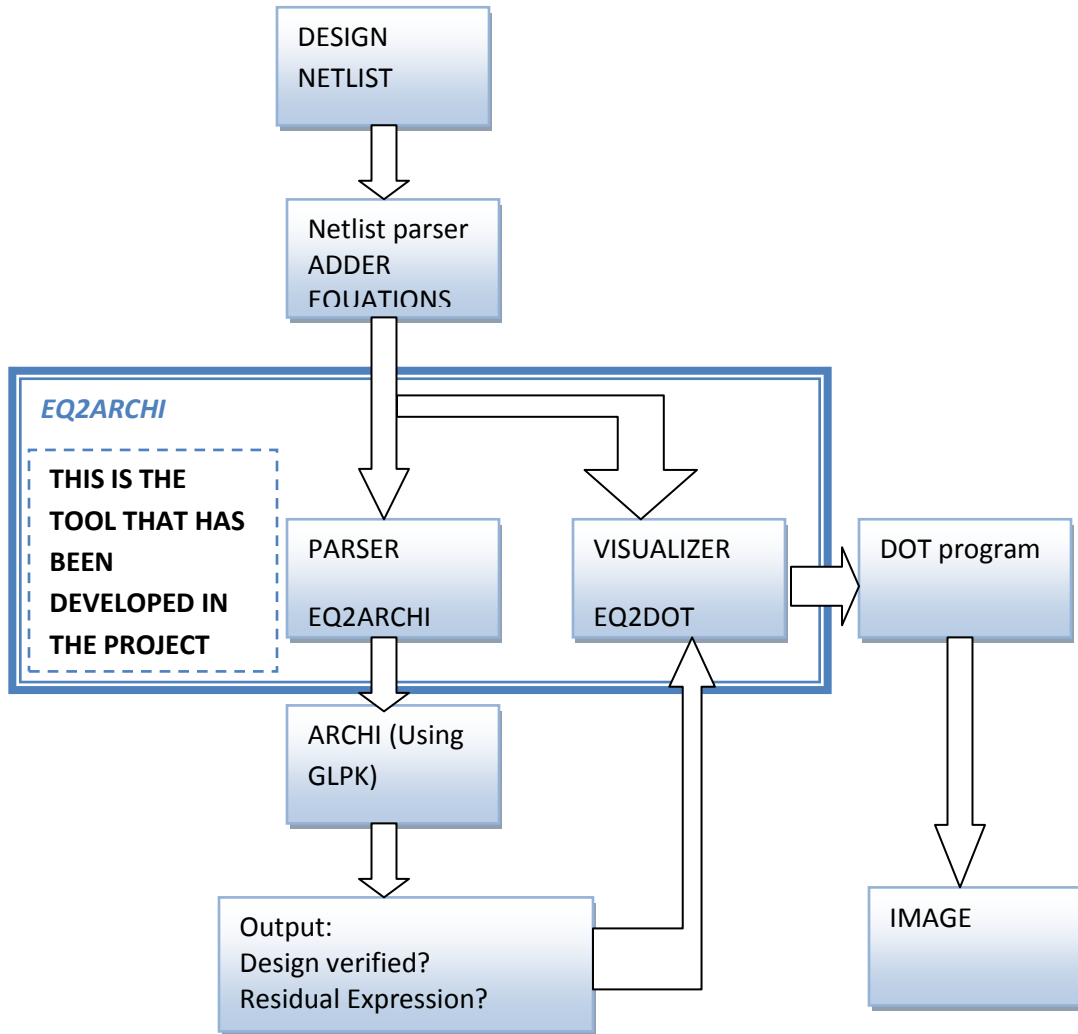 DESIGN
NETLIST
Netlist parser
ADDER
EQUATIONS
EQ2ARCHI
THIS IS THE
TOOL THAT HAS
BEEN
DEVELOPED IN
THE PROJECT
PARSER
EQ2ARCHI
VISUALIZER
EQ2DOT
DOT program
ARCHI (Using
GLPK)
Output:
Design verified?
Residual Expression?
IMAGE